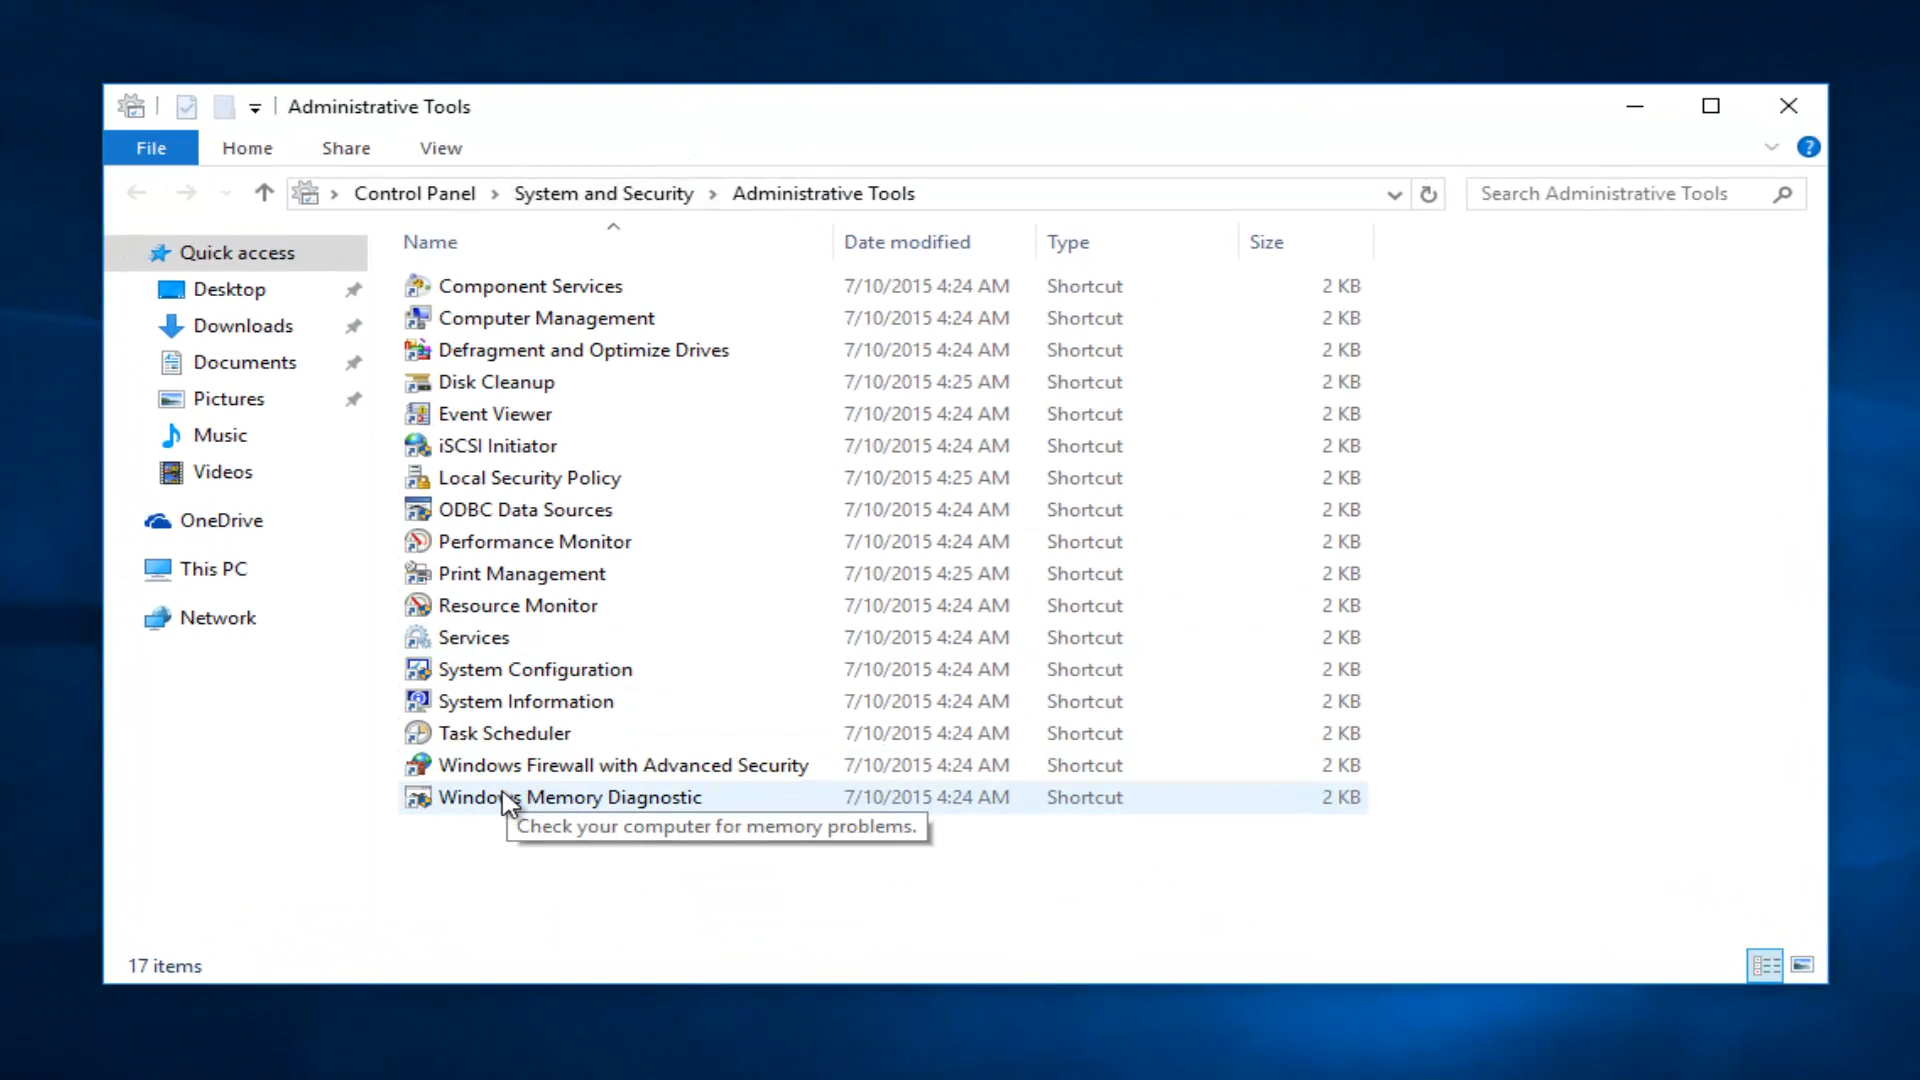 Administrative Tools
File Home Share View
Control Panel System and Security Administrative Tools Search Administrative Tools
Name Date modified Type Size
Quick access
Desktop
Downloads
Documents
Pictures
Music
Videos
OneDrive
This PC
Network
Component Services 7/10/2015 4:24 AM Shortcut 2 KB
Computer Management 7/10/2015 4:24 AM Shortcut 2 KB
Defragment and Optimize Drives 7/10/2015 4:24 AM Shortcut 2 KB
Disk Cleanup 7/10/2015 4:25 AM Shortcut 2 KB
Event Viewer 7/10/2015 4:24 AM Shortcut 2 KB
iSCSI Initiator 7/10/2015 4:24 AM Shortcut 2 KB
Local Security Policy 7/10/2015 4:25 AM Shortcut 2 KB
ODBC Data Sources 7/10/2015 4:24 AM Shortcut 2 KB
Performance Monitor 7/10/2015 4:24 AM Shortcut 2 KB
Print Management 7/10/2015 4:25 AM Shortcut 2 KB
Resource Monitor 7/10/2015 4:24 AM Shortcut 2 KB
Services 7/10/2015 4:24 AM Shortcut 2 KB
System Configuration 7/10/2015 4:24 AM Shortcut 2 KB
System Information 7/10/2015 4:24 AM Shortcut 2 KB
Task Scheduler 7/10/2015 4:24 AM Shortcut 2 KB
Windows Firewall with Advanced Security 7/10/2015 4:24 AM Shortcut 2 KB
Windows Memory Diagnostic 7/10/2015 4:24 AM Shortcut 2 KB
Check your computer for memory problems.
17 items